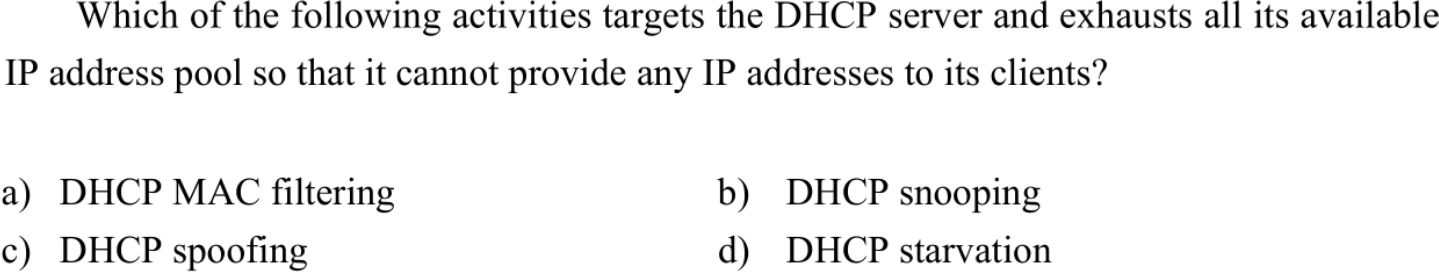 Which of the following activities targets the DHCP server and exhausts all its available
IP address pool so that it cannot provide any IP addresses to its clients?
a) DHCP MAC filtering b) DHCP snooping
c) DHCP spoofing d) DHCP starvation